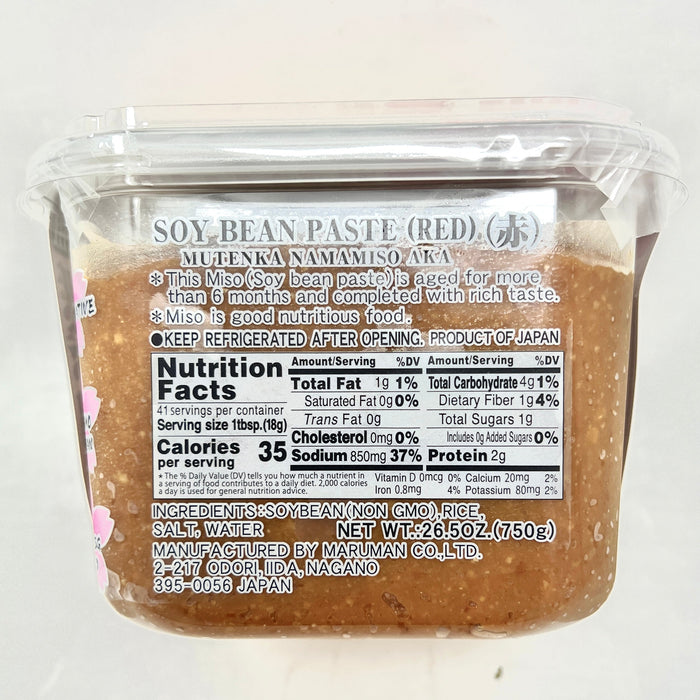 SOY BEAN PASTE (RED) (赤)
MUTENKA NAMAMISO AKA
* This Miso (Soy bean paste) is aged for more
than 6 months and completed with rich taste.
* Miso is good nutritious food.
●KEEP REFRIGERATED AFTER OPENING. PRODUCT OF JAPAN
Nutrition Facts
41 servings per container
Serving size 1tbsp.(18g)
Calories per serving 35
* The % Daily Value (DV) tells you how much a nutrient in
a serving of food contributes to a daily diet. 2,000 calories
a day is used for general nutrition advice.
Amount/Serving %DV
Total Fat 1g 1%
Saturated Fat 0g 0%
Trans Fat 0g
Cholesterol 0mg 0%
Sodium 850mg 37%
Amount/Serving %DV
Total Carbohydrate 4g 1%
Dietary Fiber 1g 4%
Total Sugars 1g
Includes 0g Added Sugars 0%
Protein 2g
Vitamin D 0mcg 0% Calcium 20mg 2%
Iron 0.8mg 4% Potassium 80mg 2%
INGREDIENTS:SOYBEAN(NON GMO),RICE,
SALT, WATER NET WT.:26.5OZ.(750g)
MANUFACTURED BY MARUMAN CO.,LTD.
2-217 ODORI, IIDA, NAGANO
395-0056 JAPAN